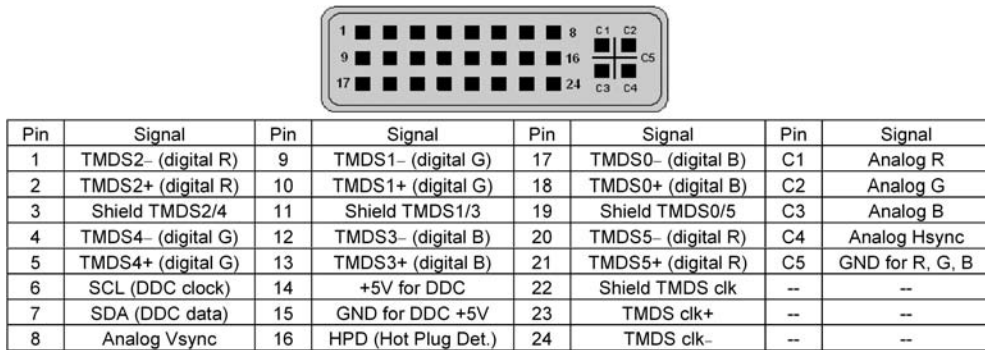 1 8 C1 C2
9 16 C5
17 24 C3 C4
Pin Signal Pin Signal Pin Signal Pin Signal
1 TMDS2– (digital R) 9 TMDS1– (digital G) 17 TMDS0– (digital B) C1 Analog R
2 TMDS2+ (digital R) 10 TMDS1+ (digital G) 18 TMDS0+ (digital B) C2 Analog G
3 Shield TMDS2/4 11 Shield TMDS1/3 19 Shield TMDS0/5 C3 Analog B
4 TMDS4– (digital G) 12 TMDS3– (digital B) 20 TMDS5– (digital R) C4 Analog Hsync
5 TMDS4+ (digital G) 13 TMDS3+ (digital B) 21 TMDS5+ (digital R) C5 GND for R, G, B
6 SCL (DDC clock) 14 +5V for DDC 22 Shield TMDS clk -- --
7 SDA (DDC data) 15 GND for DDC +5V 23 TMDS clk+ -- --
8 Analog Vsync 16 HPD (Hot Plug Det.) 24 TMDS clk– -- --